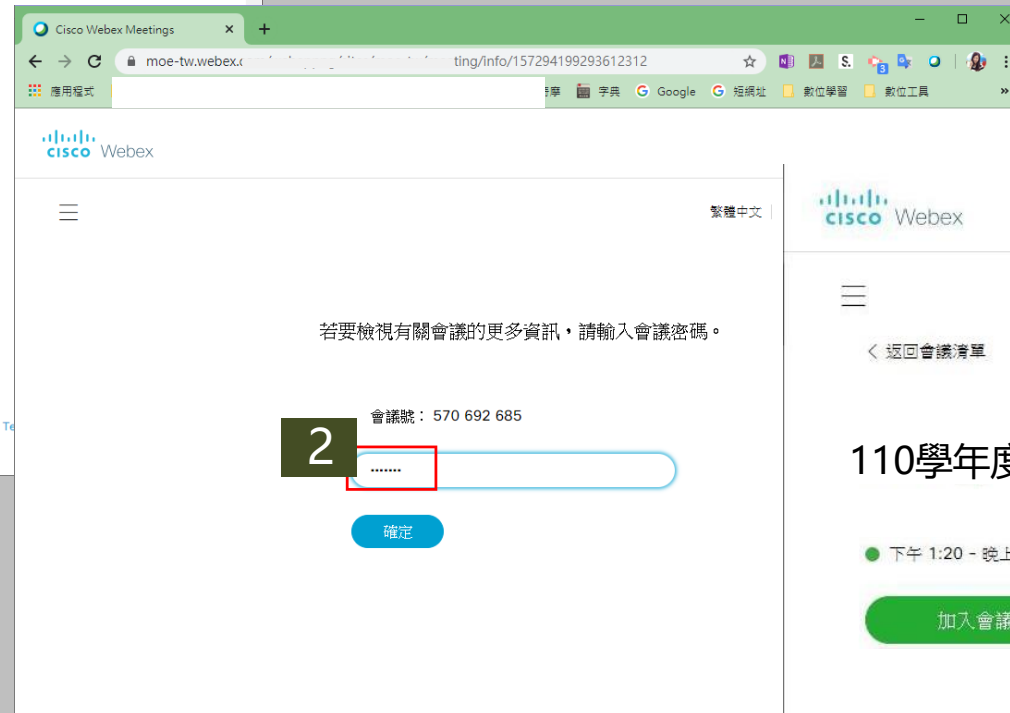 Cisco Webex Meetings
moe-tw.webex.c
ting/info/157294199293612312
應用程式
字典
Google
短網址
數位學習
數位工具
»
cisco Webex
繁體中文
若要檢視有關會議的更多資訊，請輸入會議密碼。
會議號： 570 692 685
2
•••••••
確定
Te
cisco Webex
< 返回會議清單
110學年度
下午 1:20 - 晚上
加入會議